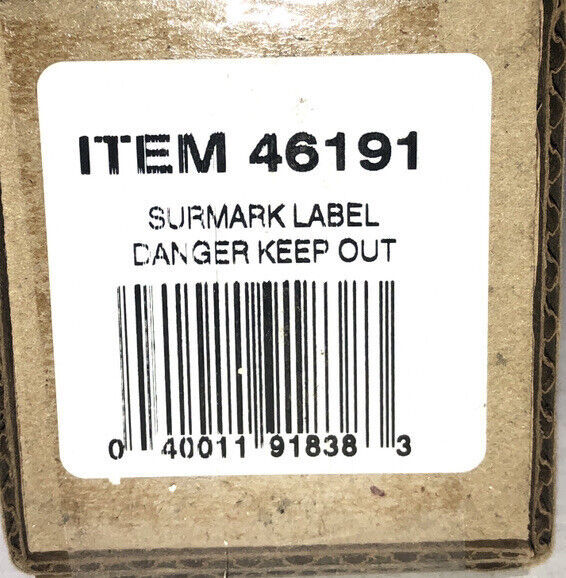 ITEM 46191
SURMARK LABEL
DANGER KEEP OUT
0 40011 91838 3